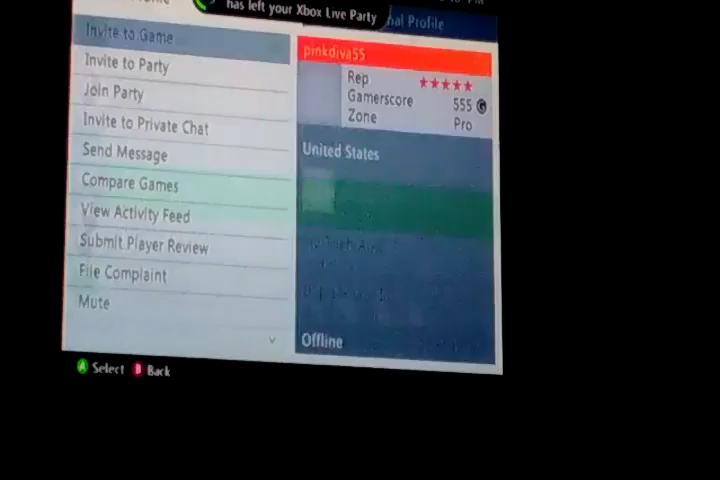 has left your Xbox Live Party
nal Profile
Invite to Game
Invite to Party
Join Party
Invite to Private Chat
Send Message
Compare Games
View Activity Feed
Submit Player Review
File Complaint
Mute
pinkdiva55
Rep ★★★★★
Gamerscore 555 G
Zone Pro
United States
Offline
A Select B Back